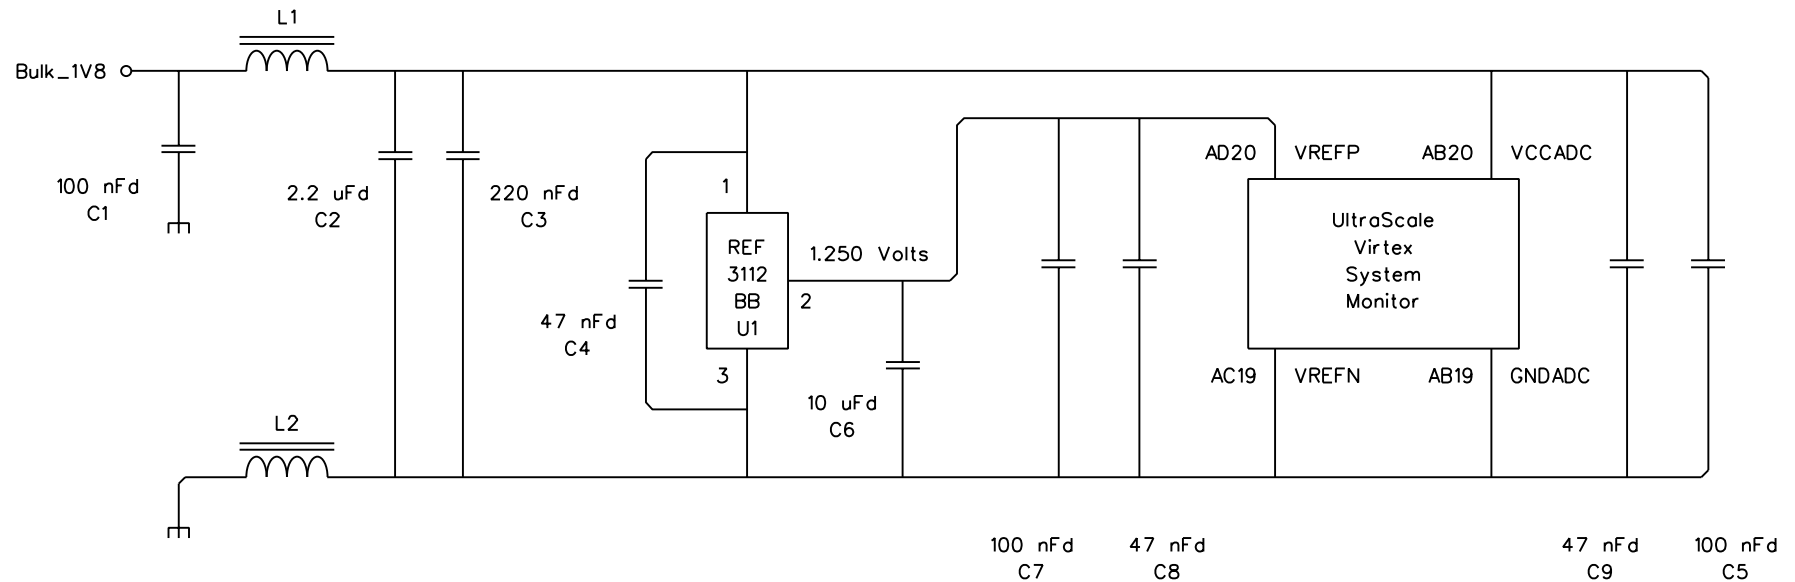 L1
Bulk_1V8
100 nFd
C1
2.2 uFd
C2
220 nFd
C3
47 nFd
C4
1
REF
3112
BB
U1
2
3
1.250 Volts
10 uFd
C6
AD20 VREFP AB20 VCCADC
UltraScale
Virtex
System
Monitor
AC19 VREFN AB19 GNDADC
L2
100 nFd
C7
47 nFd
C8
47 nFd
C9
100 nFd
C5